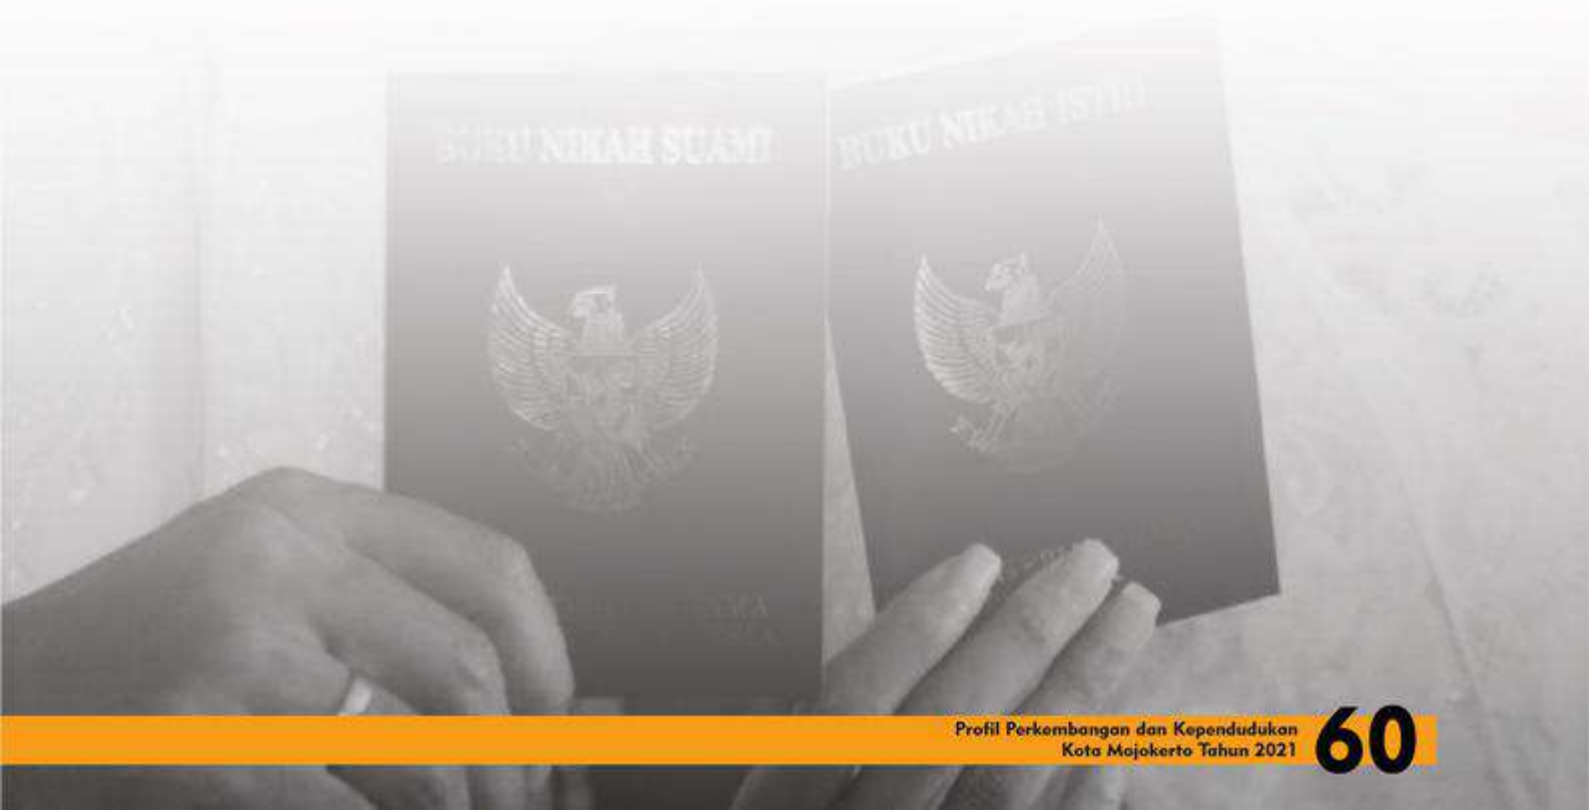 BUKU NIKAH SUAMI
BUKU NIKAH ISTRI
Profil Perkembangan dan Kependudukan
Kota Mojokerto Tahun 2021
60